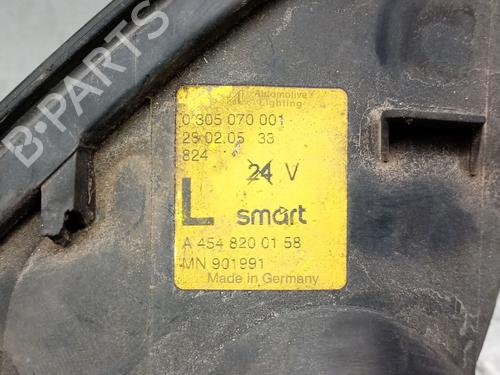 B-PARTS
Automotive
Lighting
0 305 070 001
29.02.05 33
824
24 V
L smart
A 454 820 01 58
MN 901991
Made in Germany
B-PARTS